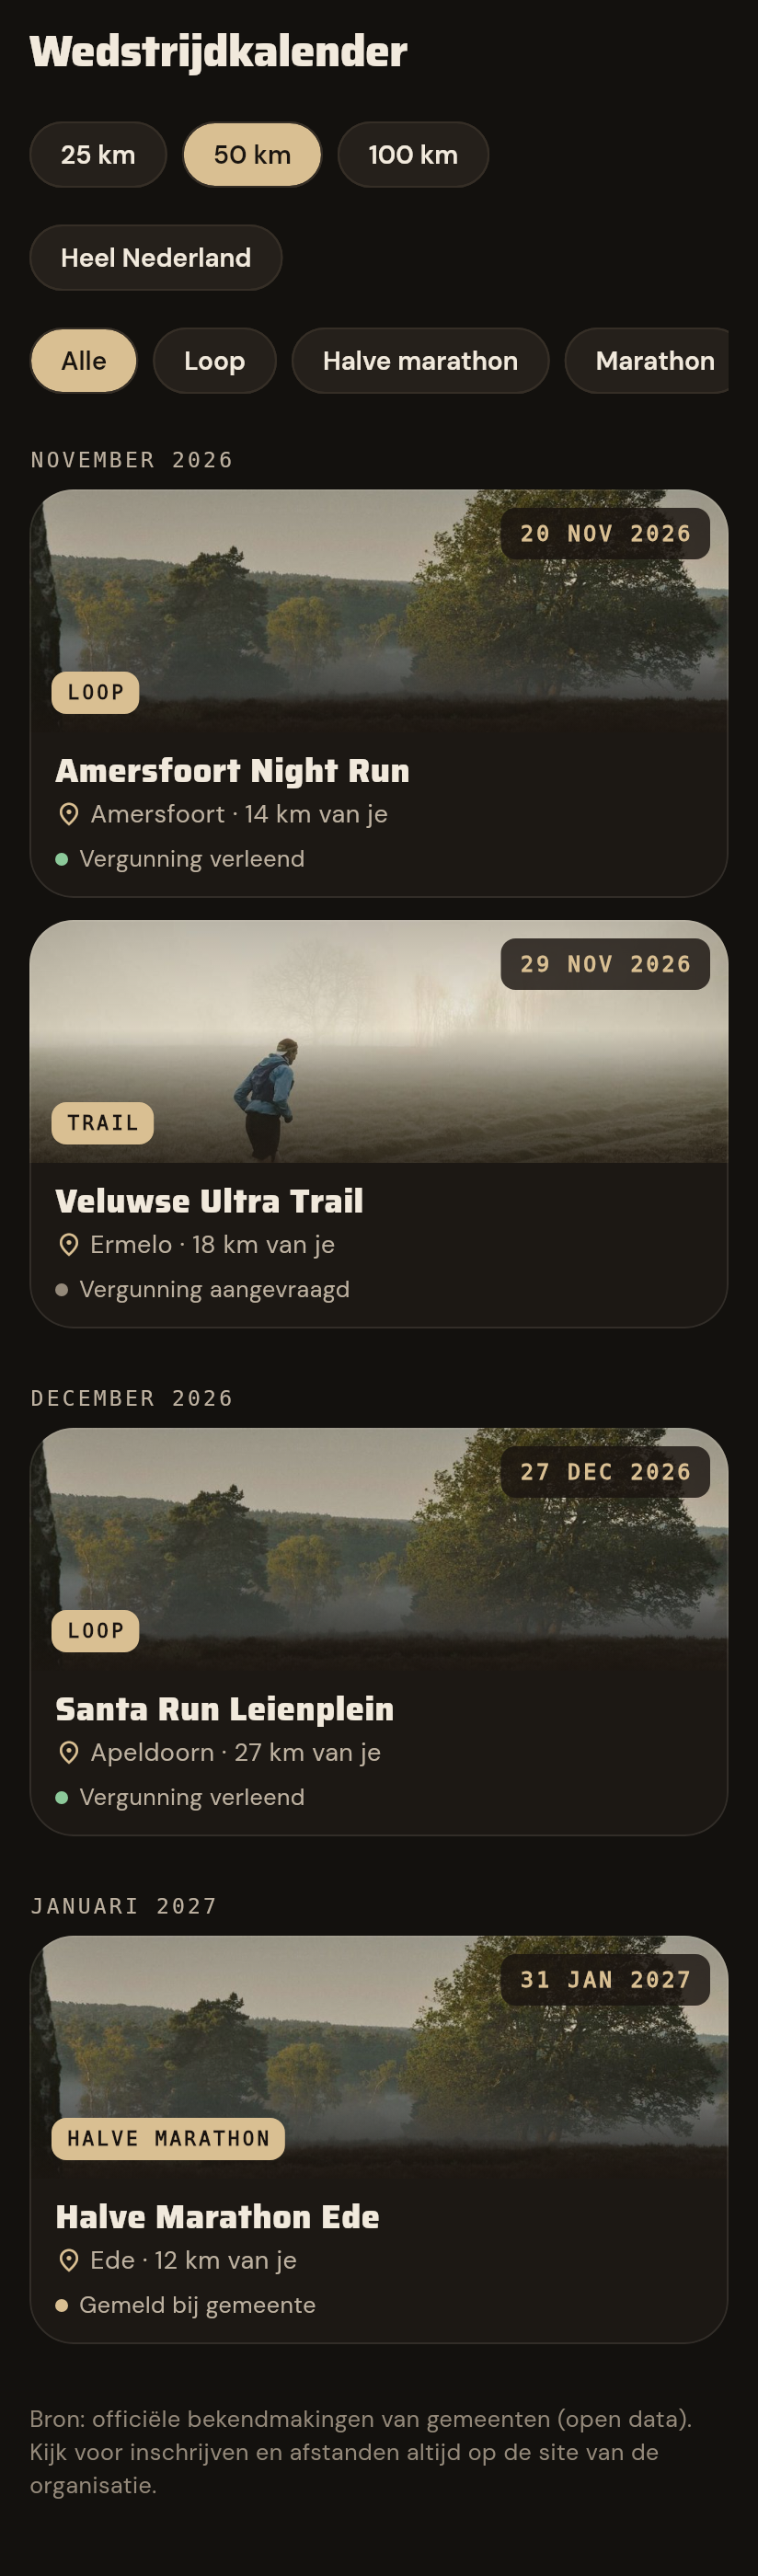 Wedstrijdkalender
25 km
50 km
100 km
Heel Nederland
Alle
Loop
Halve marathon
Marathon
NOVEMBER 2026
20 NOV 2026
LOOP
Amersfoort Night Run
Amersfoort · 14 km van je
Vergunning verleend
29 NOV 2026
TRAIL
Veluwse Ultra Trail
Ermelo · 18 km van je
Vergunning aangevraagd
DECEMBER 2026
27 DEC 2026
LOOP
Santa Run Leienplein
Apeldoorn · 27 km van je
Vergunning verleend
JANUARI 2027
31 JAN 2027
HALVE MARATHON
Halve Marathon Ede
Ede · 12 km van je
Gemeld bij gemeente
Bron: officiële bekendmakingen van gemeenten (open data).
Kijk voor inschrijven en afstanden altijd op de site van de
organisatie.